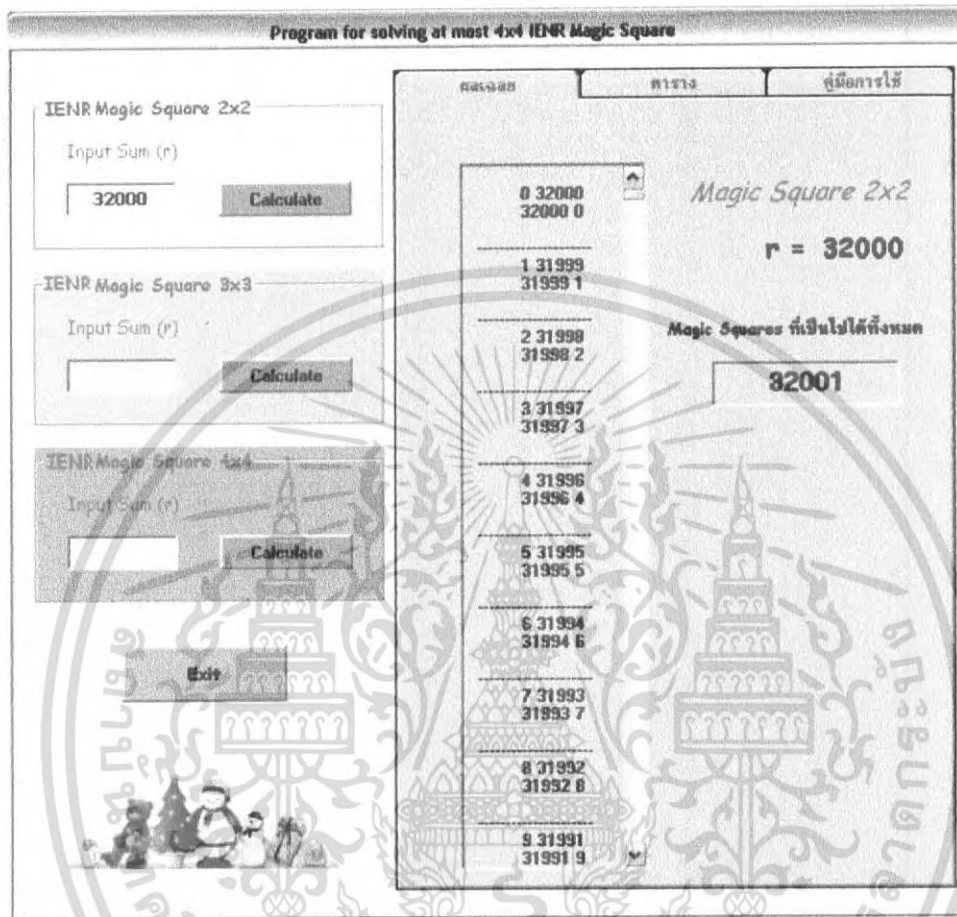 Program for solving at most 4x4 IENR Magic Square
IENR Magic Square 2x2
Input Sum (r)
32000
Calculate
IENR Magic Square 3x3
Input Sum (r)
Calculate
IENR Magic Square 4x4
Input Sum (r)
Calculate
Exit
ผลเฉลย
ตาราง
คู่มือการใช้
0 32000
32000 0
1 31999
31999 1
2 31998
31998 2
3 31997
31997 3
4 31996
31996 4
5 31995
31995 5
6 31994
31994 6
7 31993
31993 7
8 31992
31992 8
9 31991
31991 9
Magic Square 2x2
r = 32000
Magic Squares ที่เป็นไปได้ทั้งหมด
32001